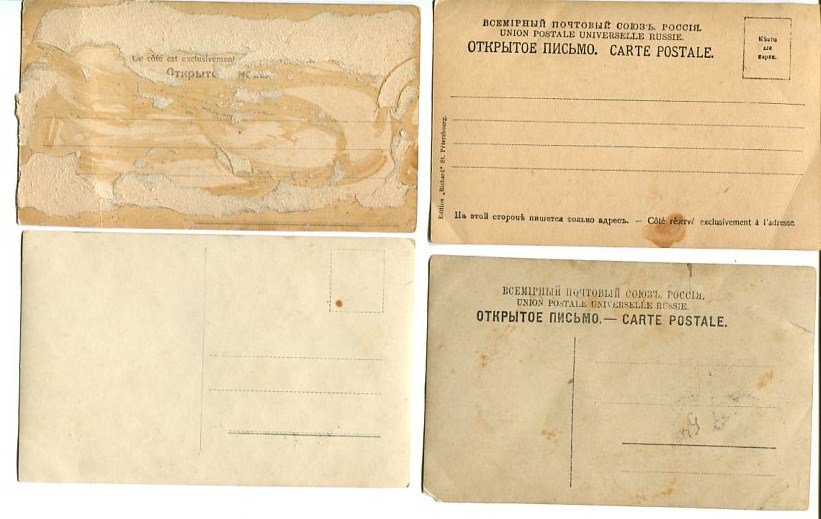 Ce côté est exclusivement
Открыто
ВСЕМІРНЫЙ ПОЧТОВЫЙ СОЮЗЪ. РОССІЯ.
UNION POSTALE UNIVERSELLE RUSSIE.
ОТКРЫТОЕ ПИСЬМО. CARTE POSTALE.
Мѣсто
для
марки.
Edition „Richard" St. Pétersbourg.
На этой сторонѣ пишется только адресъ. — Côté réservé exclusivement à l'adresse.
ВСЕМІРНЫЙ ПОЧТОВЫЙ СОЮЗЪ. РОССІЯ.
UNION POSTALE UNIVERSELLE RUSSIE.
ОТКРЫТОЕ ПИСЬМО.— CARTE POSTALE.